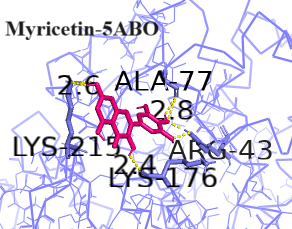 Myricetin-5ABO
2.6 ALA-77
2.8
LYS-215 ARG-43
2.4
LYS-176